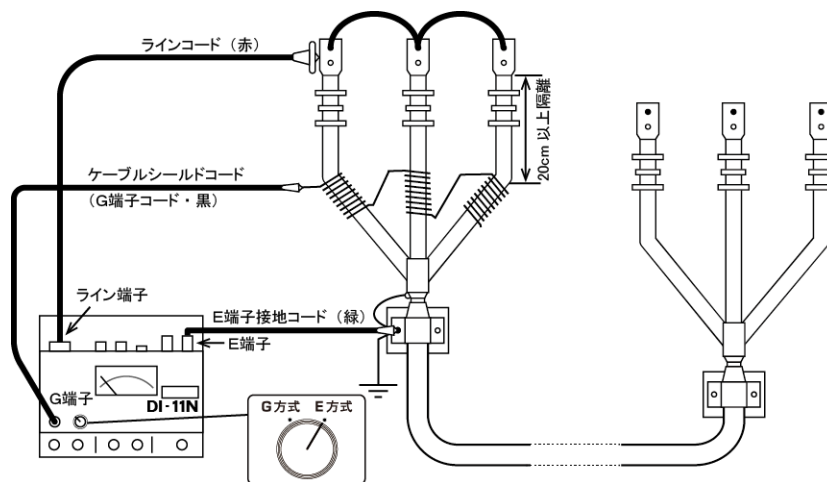 ラインコード（赤）
20cm 以上隔離
ケーブルシールドコード
（G端子コード・黒）
ライン端子
E端子接地コード（緑）
E端子
G端子
DI-11N
G方式 E方式